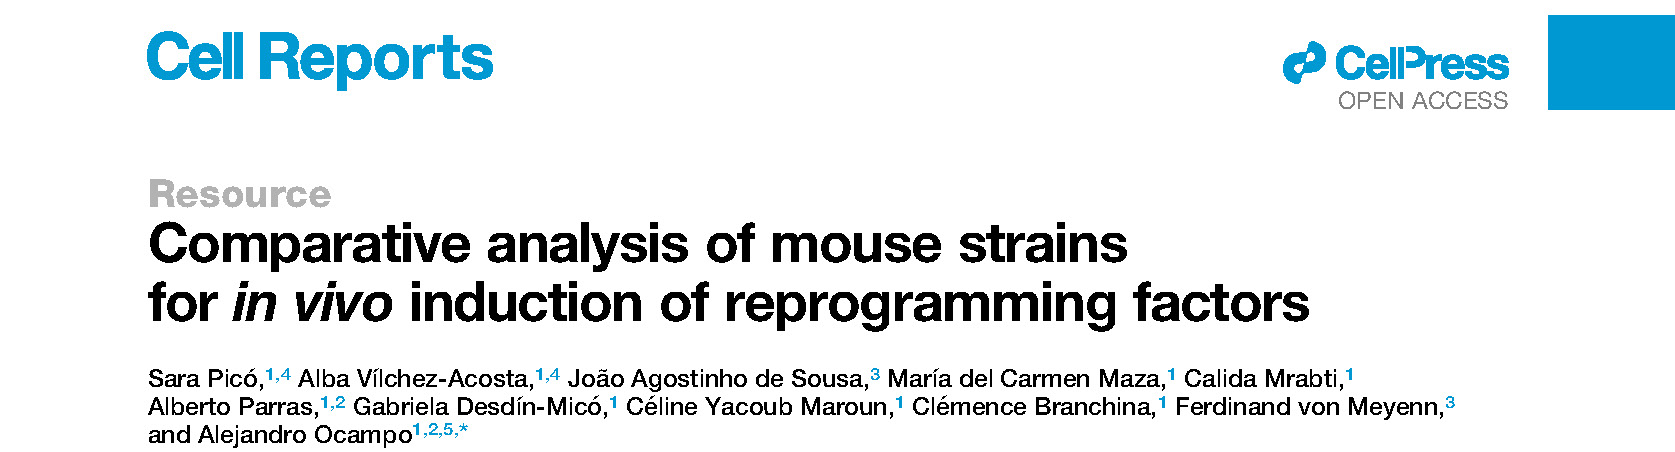 Cell Reports
CellPress
OPEN ACCESS
Resource
Comparative analysis of mouse strains
for in vivo induction of reprogramming factors
Sara Picó,1,4 Alba Vílchez-Acosta,1,4 João Agostinho de Sousa,3 María del Carmen Maza,1 Calida Mrabti,1
Alberto Parras,1,2 Gabriela Desdín-Micó,1 Céline Yacoub Maroun,1 Clémence Branchina,1 Ferdinand von Meyenn,3
and Alejandro Ocampo1,2,5,*